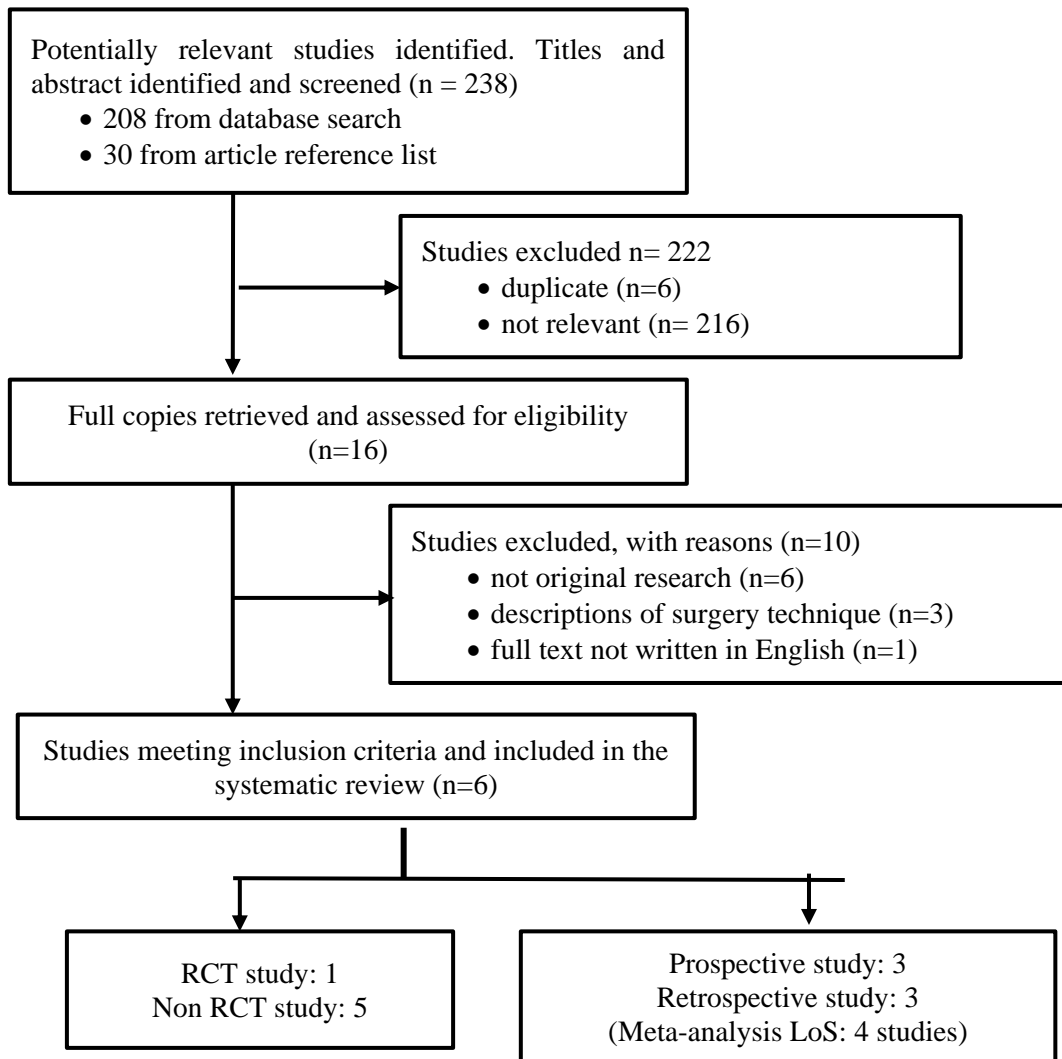 Potentially relevant studies identified. Titles and
abstract identified and screened (n = 238)
• 208 from database search
• 30 from article reference list
Studies excluded n= 222
• duplicate (n=6)
• not relevant (n= 216)
Full copies retrieved and assessed for eligibility
(n=16)
Studies excluded, with reasons (n=10)
• not original research (n=6)
• descriptions of surgery technique (n=3)
• full text not written in English (n=1)
Studies meeting inclusion criteria and included in the
systematic review (n=6)
RCT study: 1
Non RCT study: 5
Prospective study: 3
Retrospective study: 3
(Meta-analysis LoS: 4 studies)